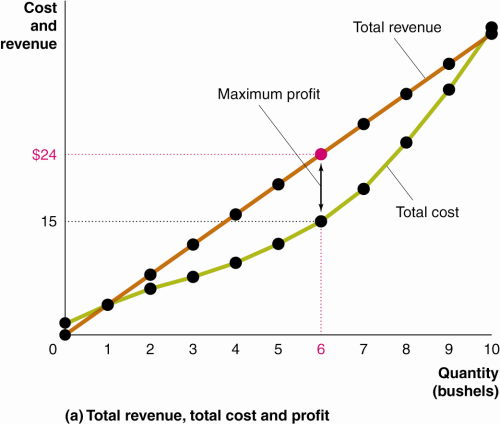 Cost and
revenue
Total revenue
Maximum profit
$24
15
Total cost
0 1 2 3 4 5 6 7 8 9 10
Quantity
(bushels)
(a) Total revenue, total cost and profit